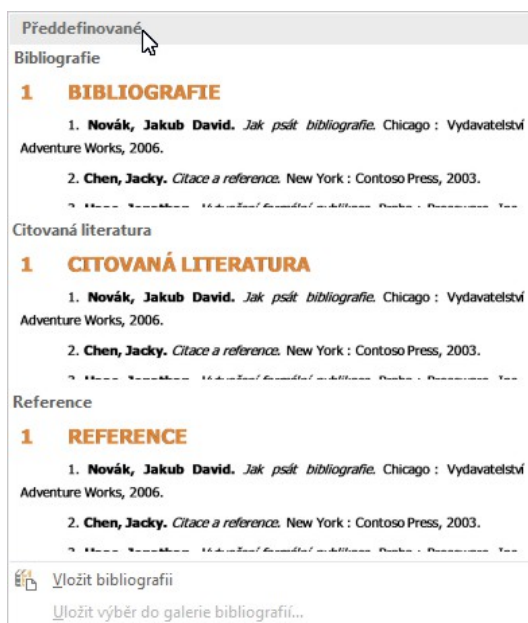 Předdefinované
Bibliografie
1 BIBLIOGRAFIE
1. Novák, Jakub David. Jak psát bibliografie. Chicago : Vydavatelství
Adventure Works, 2006.
2. Chen, Jacky. Citace a reference. New York : Contoso Press, 2003.
Citovaná literatura
1 CITOVANÁ LITERATURA
1. Novák, Jakub David. Jak psát bibliografie. Chicago : Vydavatelství
Adventure Works, 2006.
2. Chen, Jacky. Citace a reference. New York : Contoso Press, 2003.
Reference
1 REFERENCE
1. Novák, Jakub David. Jak psát bibliografie. Chicago : Vydavatelství
Adventure Works, 2006.
2. Chen, Jacky. Citace a reference. New York : Contoso Press, 2003.
Vložit bibliografii
Uložit výběr do galerie bibliografií...